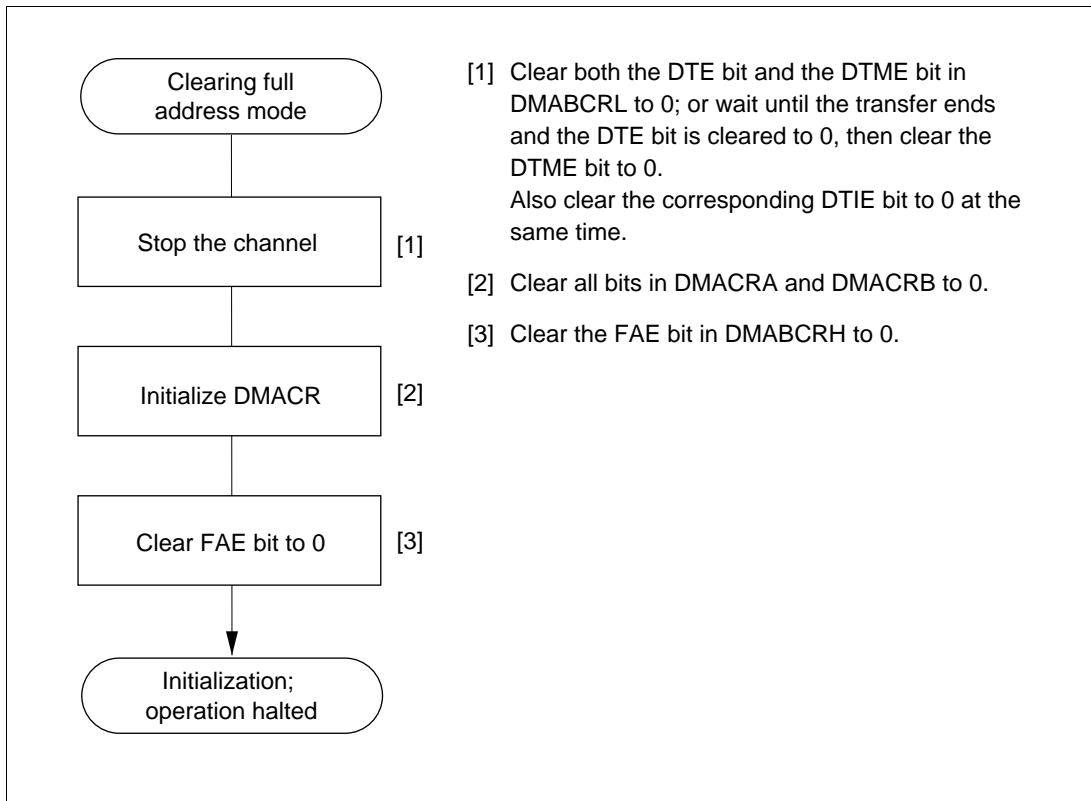 Clearing full
address mode
Stop the channel
[1]
Initialize DMACR
[2]
Clear FAE bit to 0
[3]
Initialization;
operation halted
[1] Clear both the DTE bit and the DTME bit in
DMABCRL to 0; or wait until the transfer ends
and the DTE bit is cleared to 0, then clear the
DTME bit to 0.
Also clear the corresponding DTIE bit to 0 at the
same time.
[2] Clear all bits in DMACRA and DMACRB to 0.
[3] Clear the FAE bit in DMABCRH to 0.